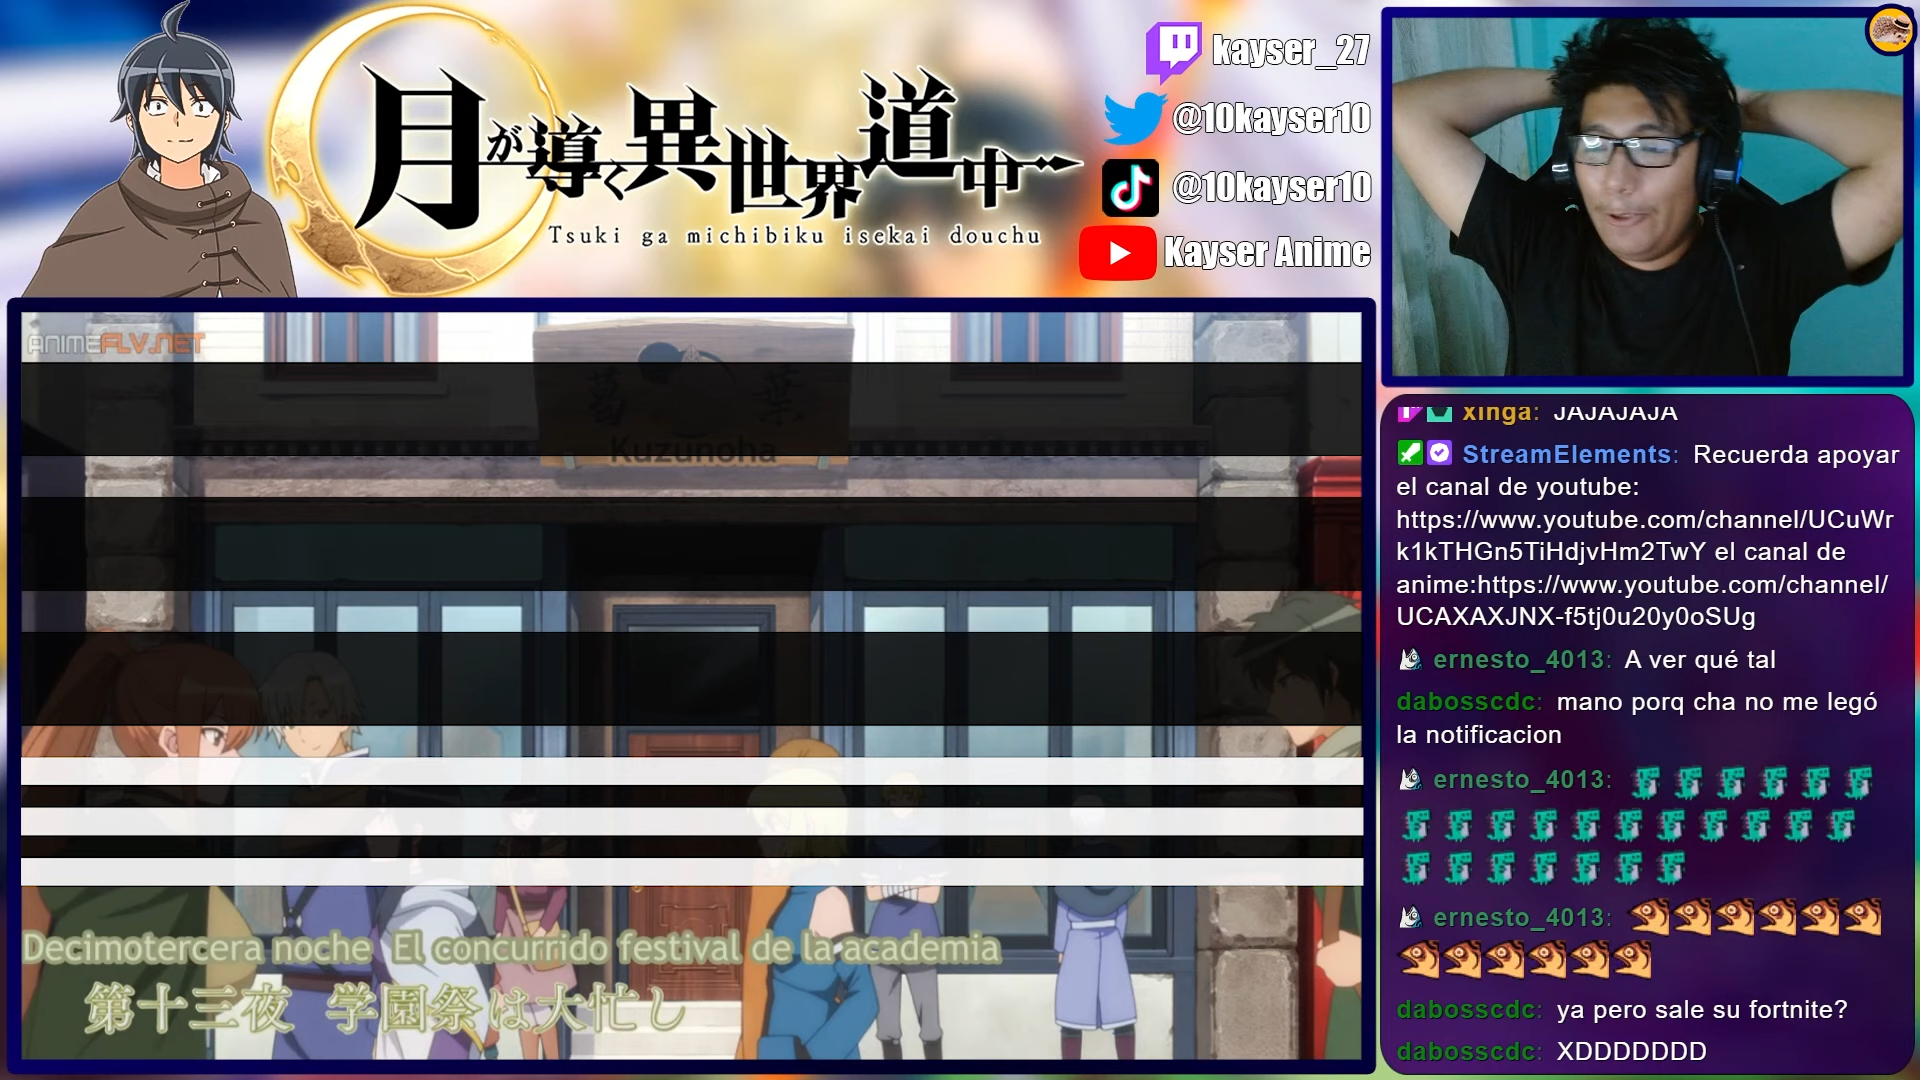 月が導く異世界道中
Tsuki ga michibiku isekai douchu
kayser_27
@10kayser10
@10kayser10
Kayser Anime
ANIMEFLV.NET
葛 葉
Kuzunoha
Decimotercera noche El concurrido festival de la academia
第十三夜 学園祭は大忙し
xinga: JAJAJAJA
StreamElements: Recuerda apoyar
el canal de youtube:
https://www.youtube.com/channel/UCuWr
k1kTHGn5TiHdjvHm2TwY el canal de
anime:https://www.youtube.com/channel/
UCAXAXJNX-f5tj0u20y0oSUg
ernesto_4013: A ver qué tal
dabosscdc: mano porq cha no me legó
la notificacion
ernesto_4013:
ernesto_4013:
dabosscdc: ya pero sale su fortnite?
dabosscdc: XDDDDDDD